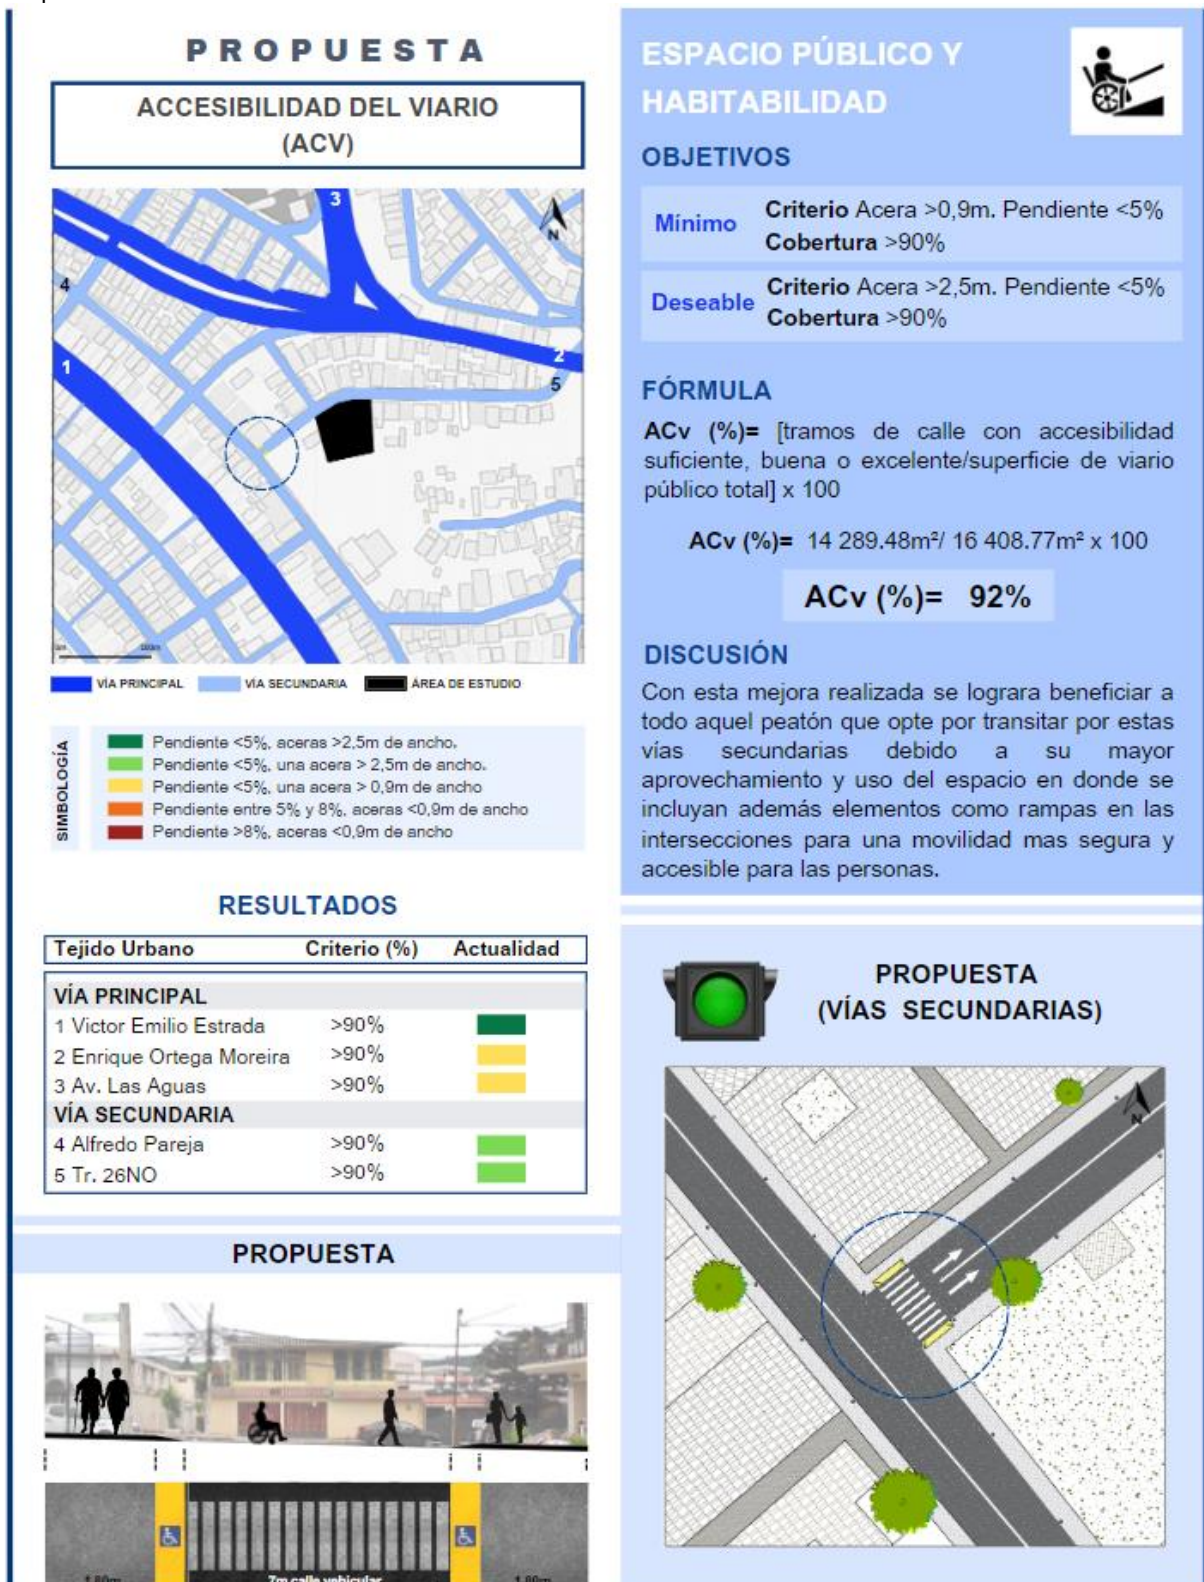 PROPUESTA
ACCESIBILIDAD DEL VIARIO
(ACV)
3
N
4
1
2
5
VÍA PRINCIPAL
VÍA SECUNDARIA
ÁREA DE ESTUDIO
SIMBOLOGÍA
Pendiente <5%, aceras >2,5m de ancho.
Pendiente <5%, una acera > 2,5m de ancho.
Pendiente <5%, una acera > 0,9m de ancho
Pendiente entre 5% y 8%, aceras <0,9m de ancho
Pendiente >8%, aceras <0,9m de ancho
RESULTADOS
Tejido Urbano Criterio (%) Actualidad
VÍA PRINCIPAL
1 Victor Emilio Estrada >90%
2 Enrique Ortega Moreira >90%
3 Av. Las Aguas >90%
VÍA SECUNDARIA
4 Alfredo Pareja >90%
5 Tr. 26NO >90%
PROPUESTA
1.80m
7m calle vehicular
1.80m
ESPACIO PÚBLICO Y
HABITABILIDAD
OBJETIVOS
Mínimo
Criterio Acera >0,9m. Pendiente <5%
Cobertura >90%
Deseable
Criterio Acera >2,5m. Pendiente <5%
Cobertura >90%
FÓRMULA
ACv (%)= [tramos de calle con accesibilidad
suficiente, buena o excelente/superficie de viario
público total] x 100
ACv (%)= 14 289.48m²/ 16 408.77m² x 100
ACv (%)= 92%
DISCUSIÓN
Con esta mejora realizada se lograra beneficiar a
todo aquel peatón que opte por transitar por estas
vías secundarias debido a su mayor
aprovechamiento y uso del espacio en donde se
incluyan además elementos como rampas en las
intersecciones para una movilidad mas segura y
accesible para las personas.
PROPUESTA
(VÍAS SECUNDARIAS)
N